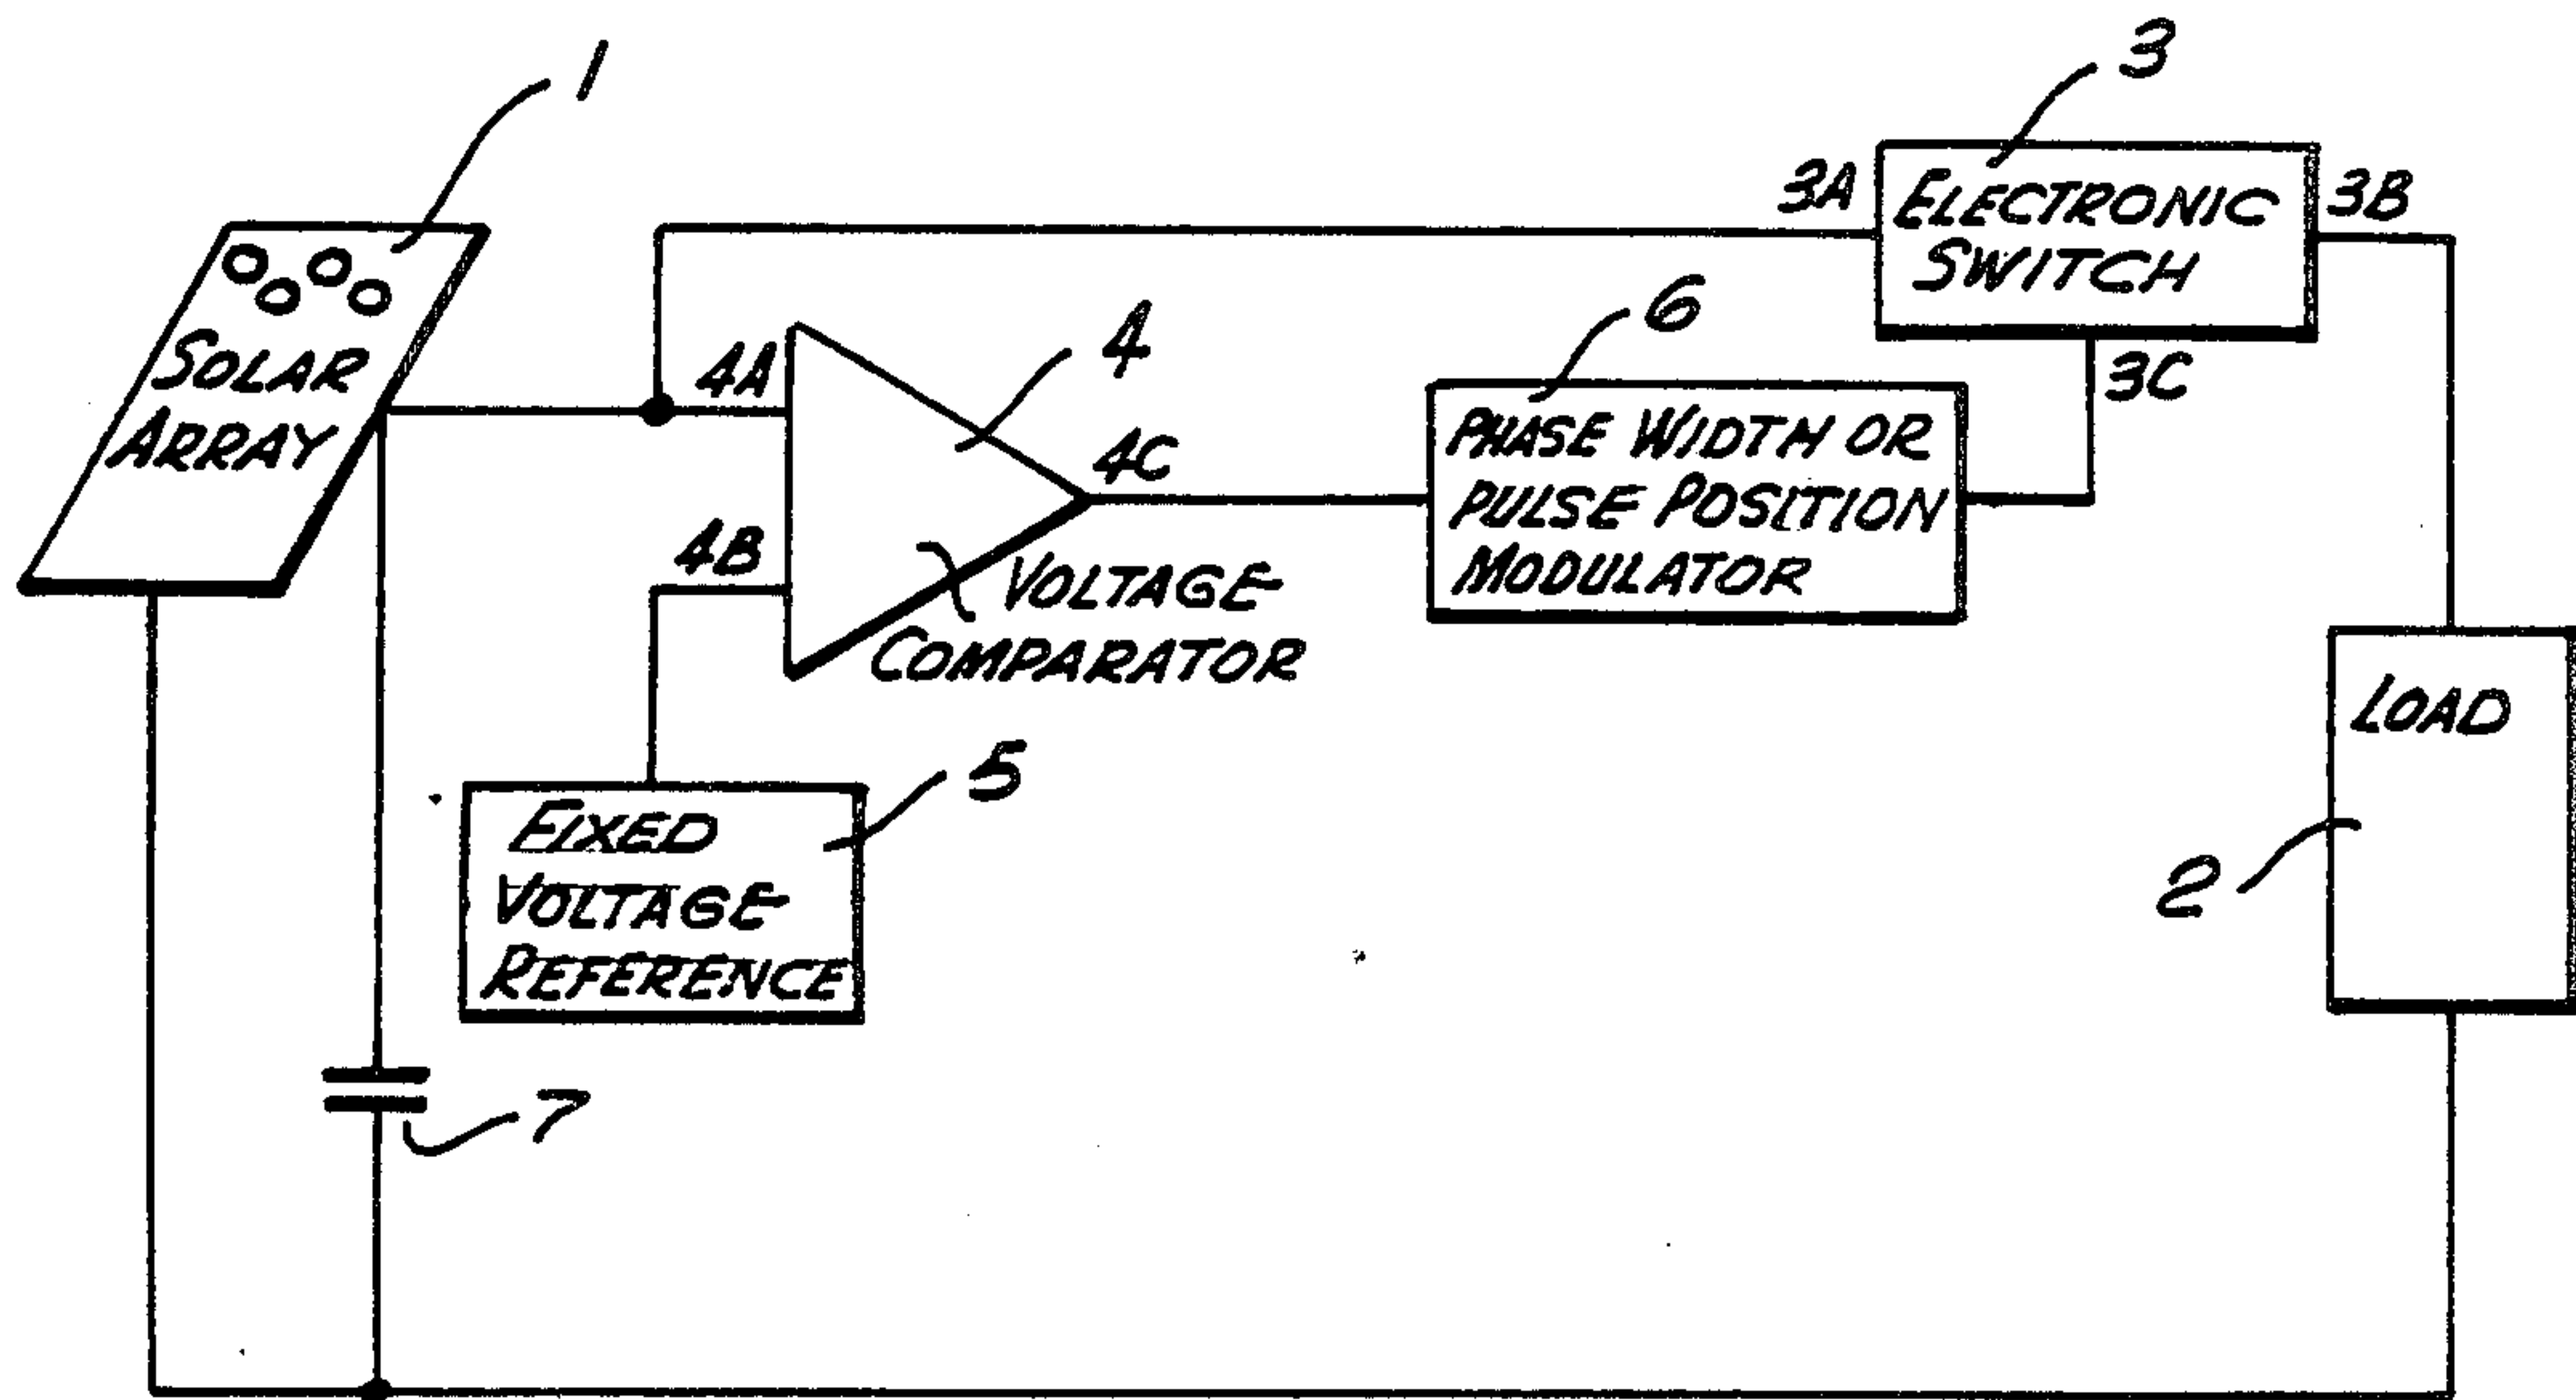 1
3
3A
ELECTRONIC
SWITCH
3B
3C
SOLAR
ARRAY
4A
4
4B
4C
VOLTAGE
COMPARATOR
6
PHASE WIDTH OR
PULSE POSITION
MODULATOR
5
FIXED
VOLTAGE
REFERENCE
LOAD
2
7